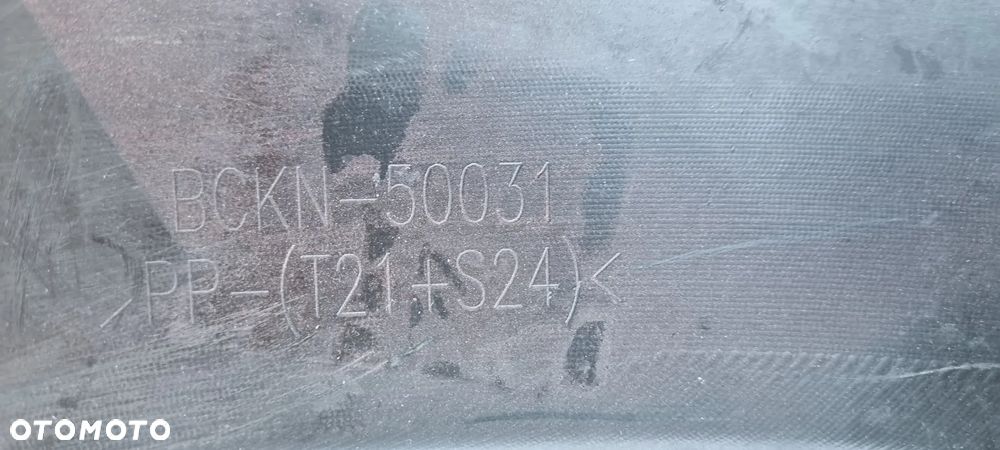 BCKN-50031
>PP-(T21+S24)<
OTOMOTO